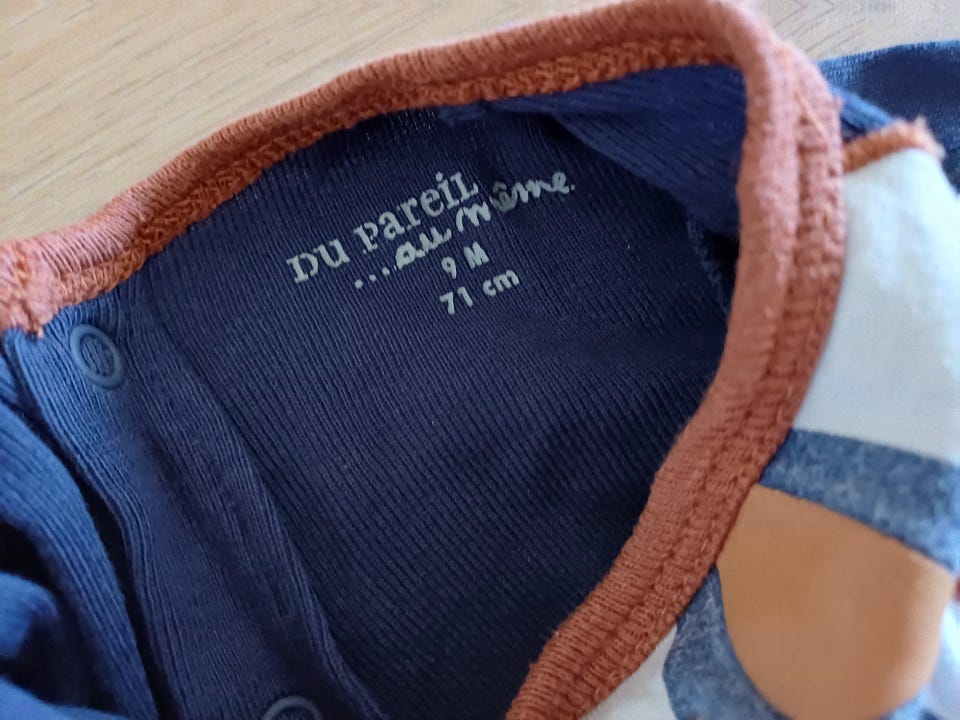 DU PareiL
...au même.
9 M
71 cm